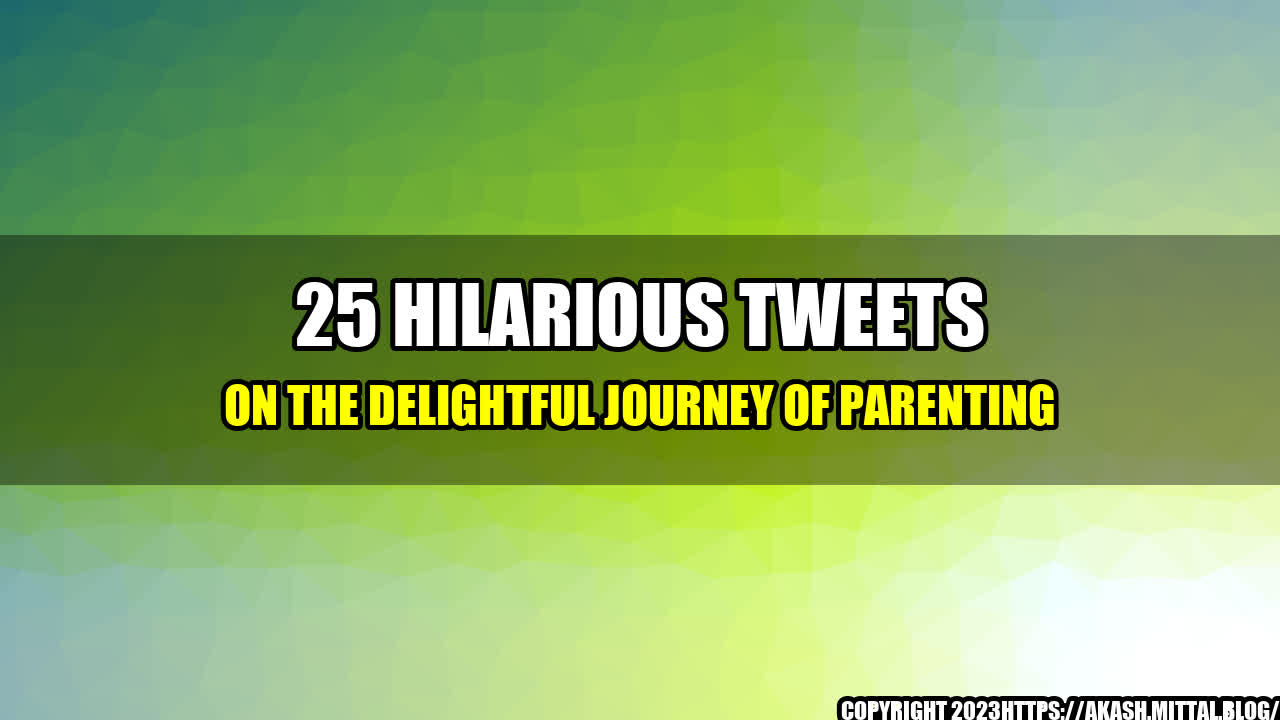 25 HILARIOUS TWEETS
ON THE DELIGHTFUL JOURNEY OF PARENTING
COPYRIGHT 2023HTTPS://AKASH.MITTAL.BLOG/